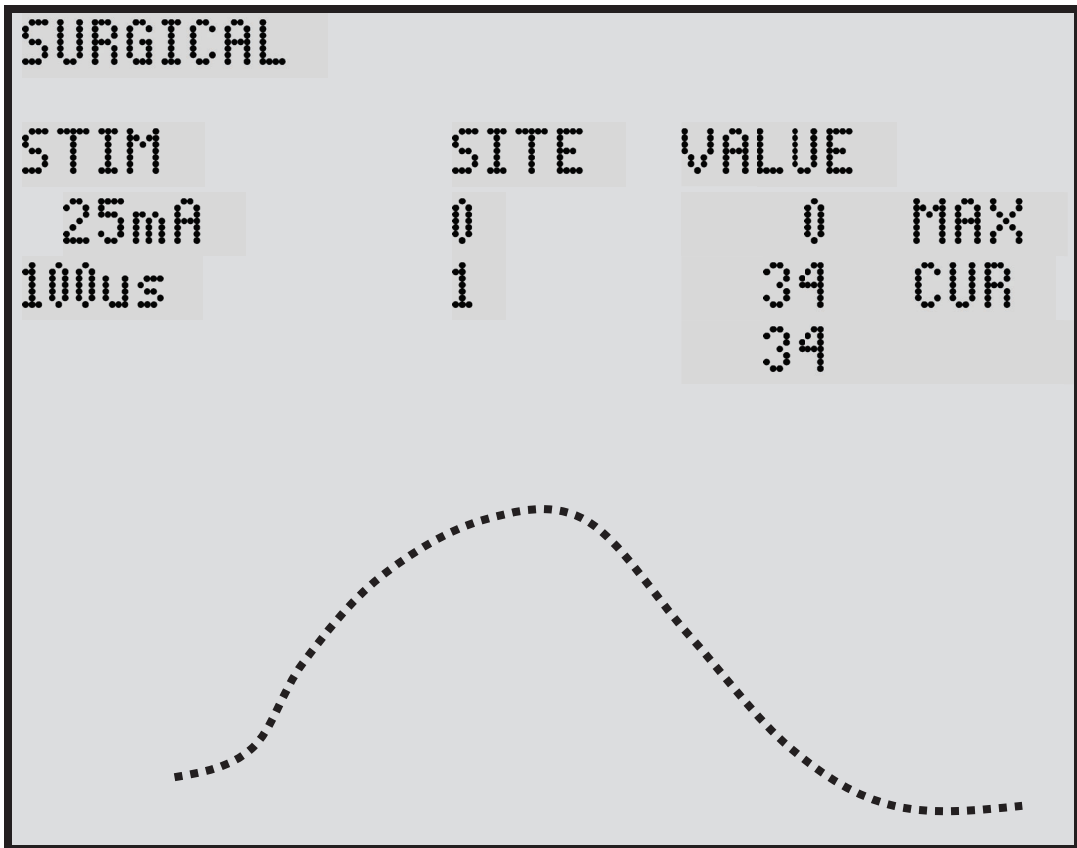 SURGICAL
STIM SITE VALUE
25mA 0 0 MAX
100us 1 34 CUR
34